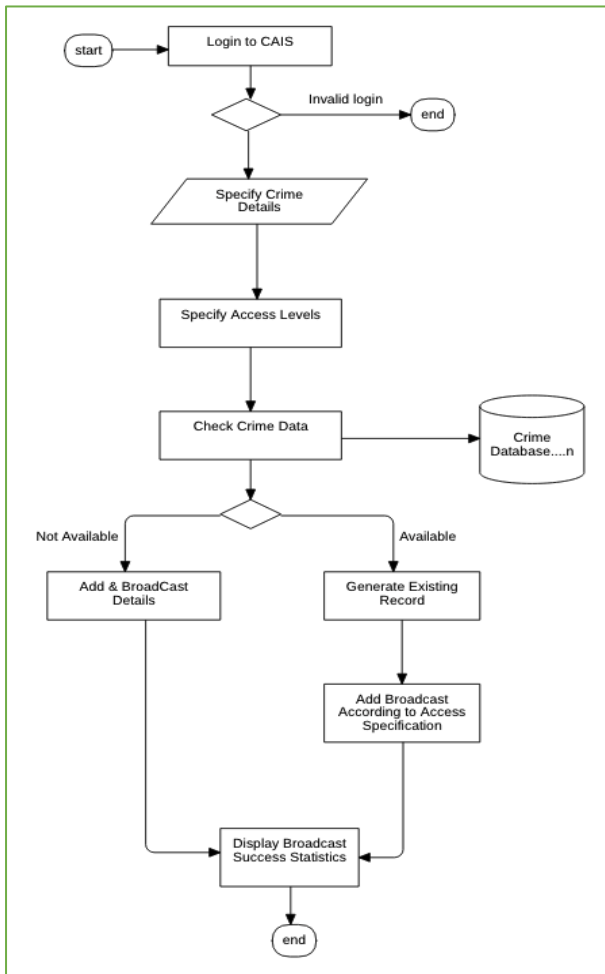 start
Login to CAIS
Invalid login
end
Specify Crime
Details
Specify Access Levels
Check Crime Data
Crime
Database....n
Not Available
Available
Add & BroadCast
Details
Generate Existing
Record
Add Broadcast
According to Access
Specification
Display Broadcast
Success Statistics
end